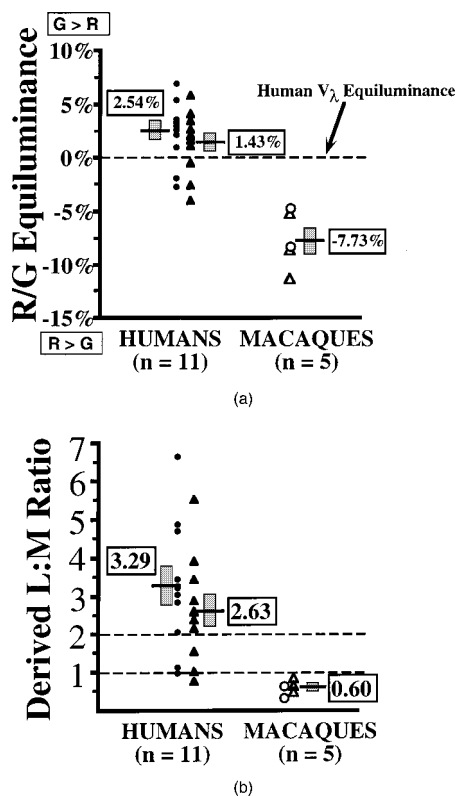 G > R
10%
5%
0%
-5%
-10%
-15%
R/G Equiluminance
2.54%
1.43%
Human Vλ Equiluminance
-7.73%
R > G
HUMANS
(n = 11)
MACAQUES
(n = 5)
(a)
7
6
5
4
3
2
1
Derived L:M Ratio
3.29
2.63
0.60
HUMANS
(n = 11)
MACAQUES
(n = 5)
(b)